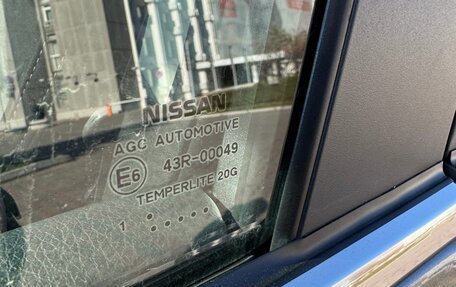 NISSAN
AGC AUTOMOTIVE
E6 43R-00049
TEMPERLITE 20G
1 .....